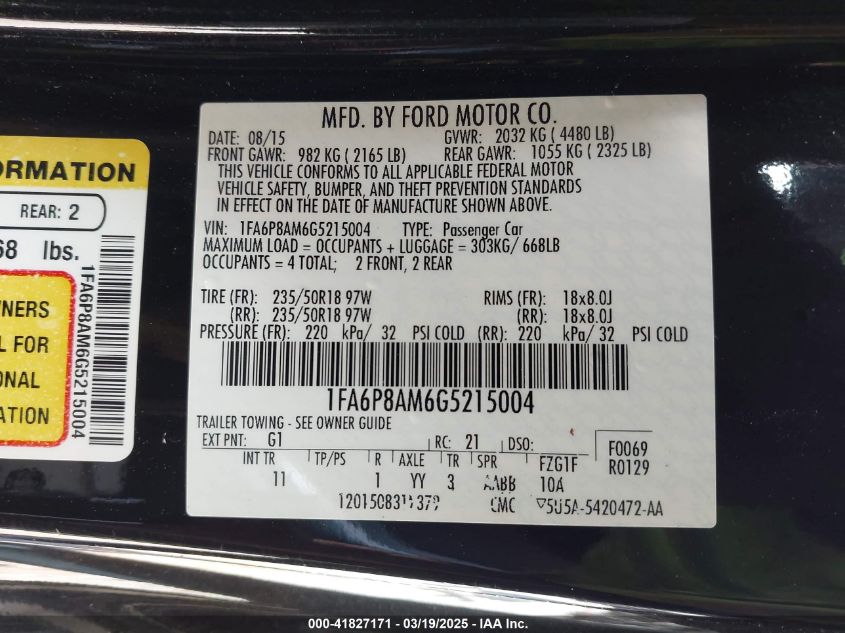 ORMATION
REAR: 2
68 lbs.
NERS
L FOR
ONAL
ATION
1FA6P8AM6G5215004
MFD. BY FORD MOTOR CO.
DATE: 08/15 GVWR: 2032 KG ( 4480 LB)
FRONT GAWR: 982 KG ( 2165 LB) REAR GAWR: 1055 KG ( 2325 LB)
THIS VEHICLE CONFORMS TO ALL APPLICABLE FEDERAL MOTOR
VEHICLE SAFETY, BUMPER, AND THEFT PREVENTION STANDARDS
IN EFFECT ON THE DATE OF MANUFACTURE SHOWN ABOVE.
VIN: 1FA6P8AM6G5215004 TYPE: Passenger Car
MAXIMUM LOAD = OCCUPANTS + LUGGAGE = 303KG/ 668LB
OCCUPANTS = 4 TOTAL; 2 FRONT, 2 REAR
TIRE (FR): 235/50R18 97W RIMS (FR): 18x8.0J
(RR): 235/50R18 97W (RR): 18x8.0J
PRESSURE (FR): 220 kPa/ 32 PSI COLD (RR): 220 kPa/ 32 PSI COLD
1FA6P8AM6G5215004
TRAILER TOWING - SEE OWNER GUIDE
EXT PNT: G1 RC: 21 DSO: F0069
INT TR TP/PS R AXLE TR SPR FZG1F R0129
11 1 YY 3 AABB 10A
CMC 5U5A-5420472-AA
000-41827171 - 03/19/2025 - IAA Inc.